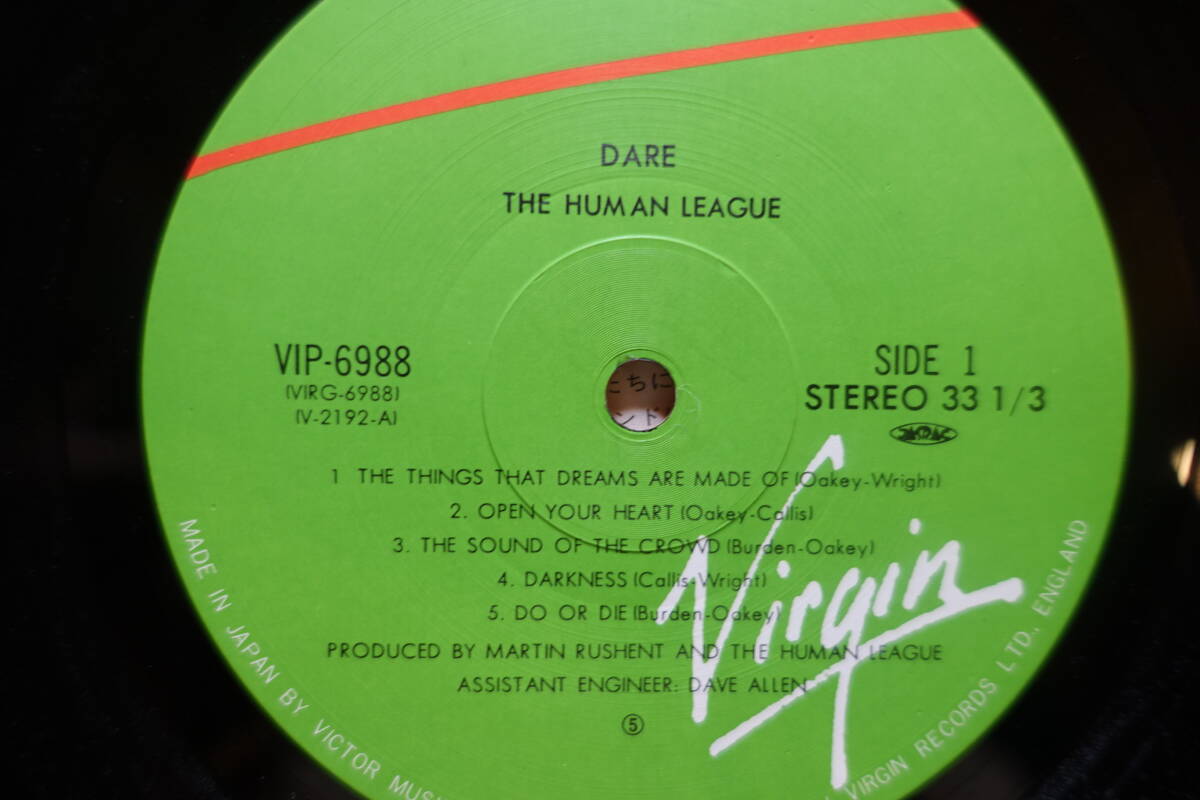 DARE
THE HUMAN LEAGUE
VIP-6988
(VIRG-6988)
(V-2192-A)
SIDE 1
STEREO 33 1/3
JASRAC
1 THE THINGS THAT DREAMS ARE MADE OF (Oakey-Wright)
2. OPEN YOUR HEART (Oakey-Callis)
3. THE SOUND OF THE CROWD (Burden-Oakey)
4. DARKNESS (Callis-Wright)
5. DO OR DIE (Burden-Oakey)
PRODUCED BY MARTIN RUSHENT AND THE HUMAN LEAGUE
ASSISTANT ENGINEER: DAVE ALLEN
⑤
Virgin
MADE IN JAPAN BY VICTOR
VIRGIN RECORDS LTD., ENGLAND